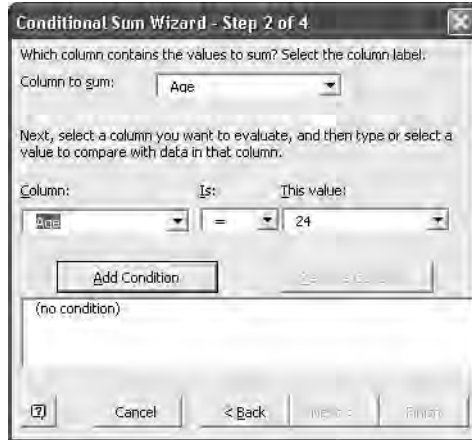 Conditional Sum Wizard - Step 2 of 4
Which column contains the values to sum? Select the column label.
Column to sum:
Age
Next, select a column you want to evaluate, and then type or select a
value to compare with data in that column.
Column: Is: This value:
Age = 24
Add Condition
(no condition)
Cancel < Back Next > Finish